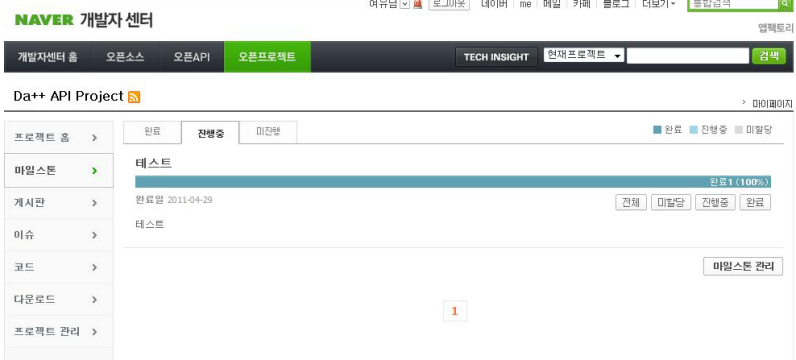 여유님 로그아웃 네이버 me 메일 카페 블로그 더보기
통합검색
NAVER 개발자 센터
앱팩토리
개발자센터 홈 오픈소스 오픈API 오픈프로젝트 TECH INSIGHT 현재프로젝트 검색
Da++ API Project
> 마이페이지
프로젝트 홈 >
마일스톤 >
게시판 >
이슈 >
코드 >
다운로드 >
프로젝트 관리 >
완료 진행중 미진행
완료 진행중 미할당
테스트
완료1 (100%)
완료일 2011-04-29
전체 미할당 진행중 완료
테스트
마일스톤 관리
1